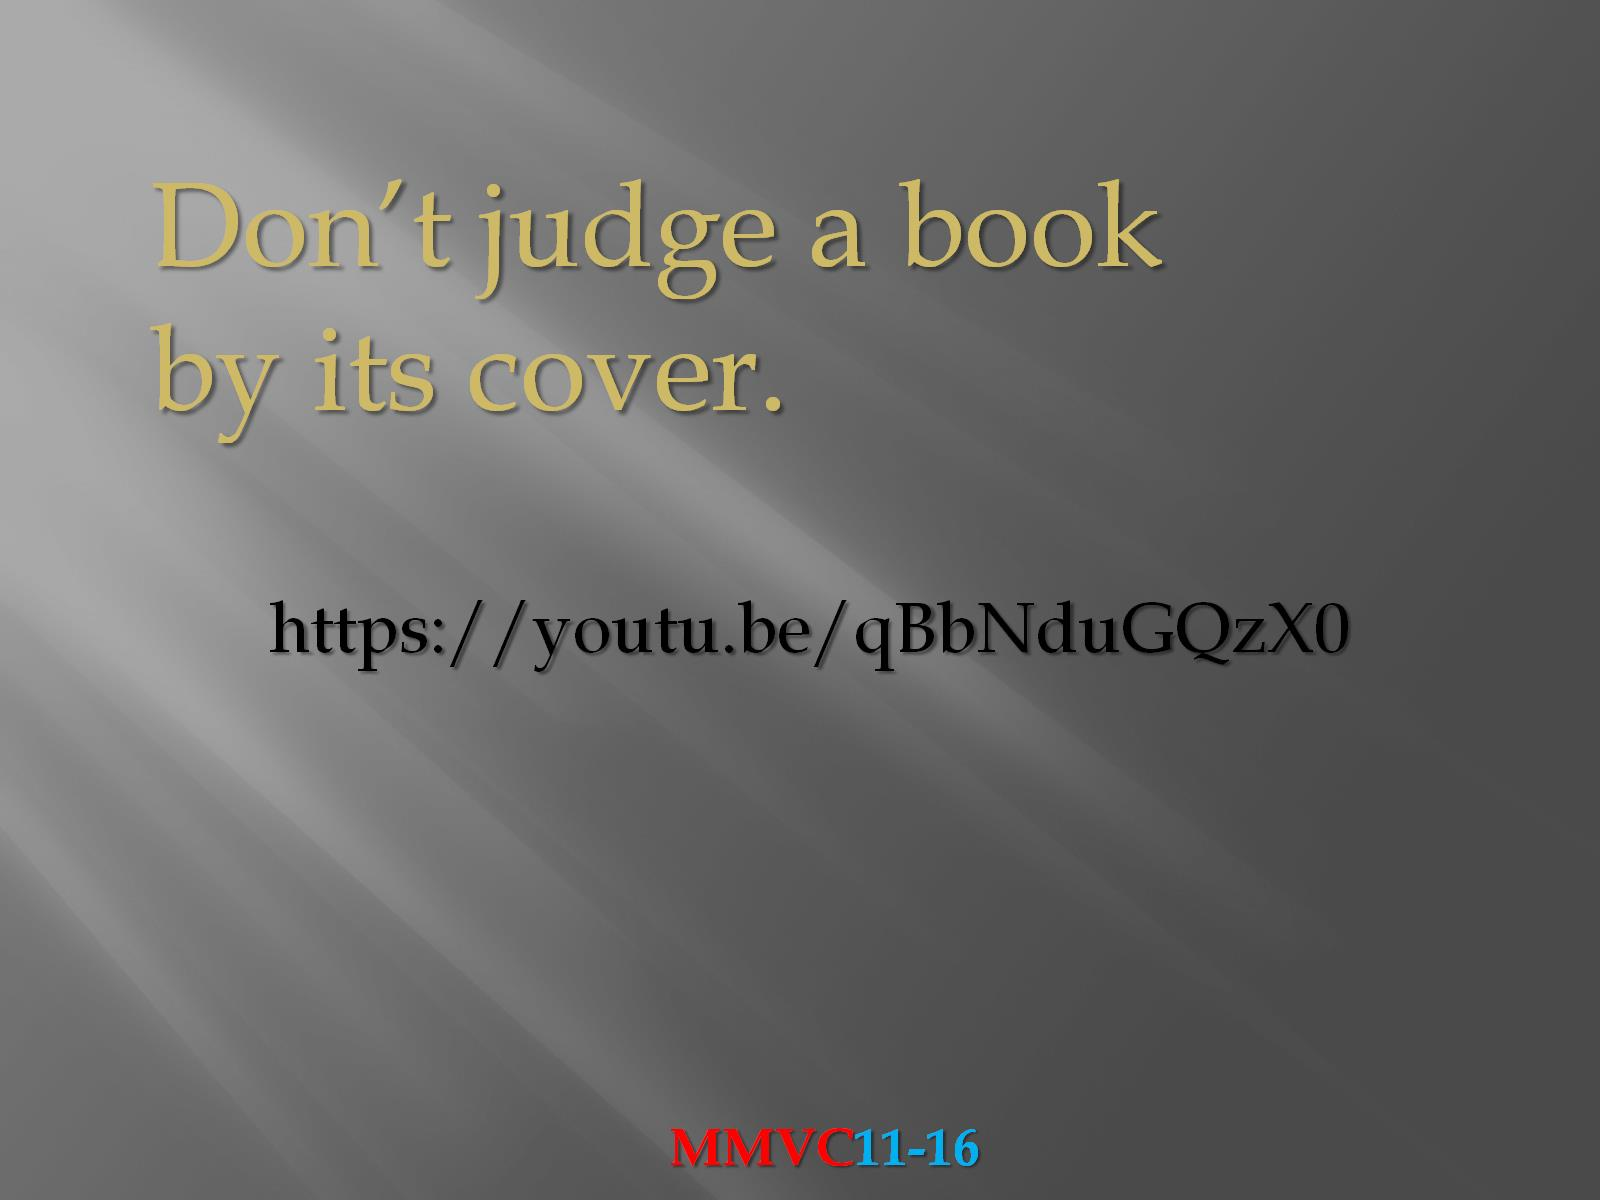 Don’t judge a book
by its cover.
https://youtu.be/qBbNduGQzX0
MMVC11-16